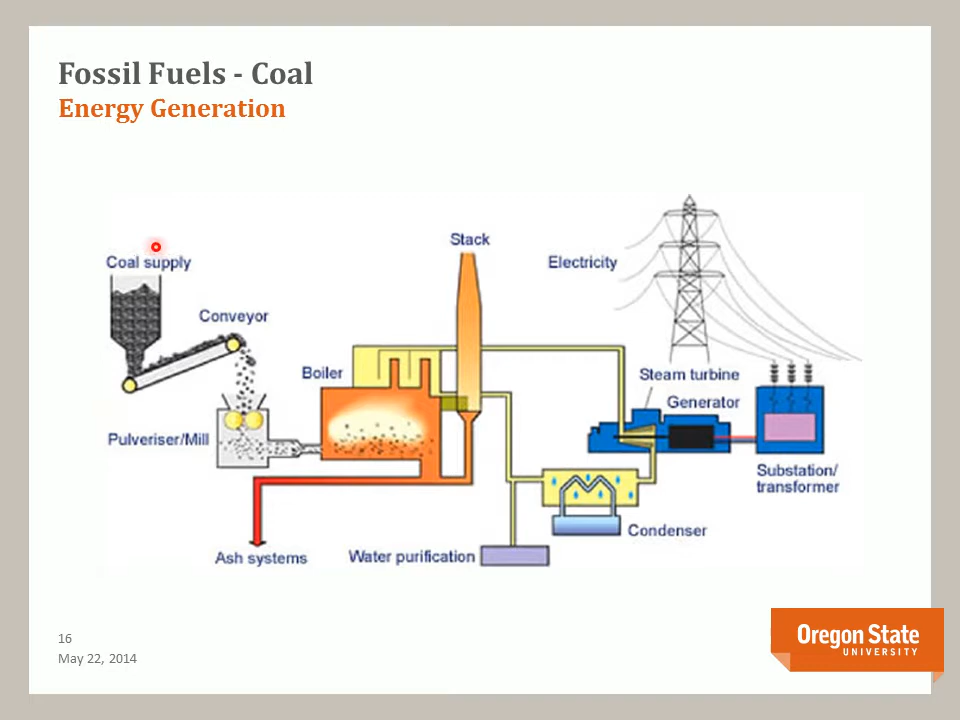 Fossil Fuels - Coal
Energy Generation
Stack
Coal supply
Electricity
Conveyor
Boiler
Steam turbine
Generator
Pulveriser/Mill
Substation/
transformer
Condenser
Ash systems
Water purification
16
May 22, 2014
Oregon State
UNIVERSITY